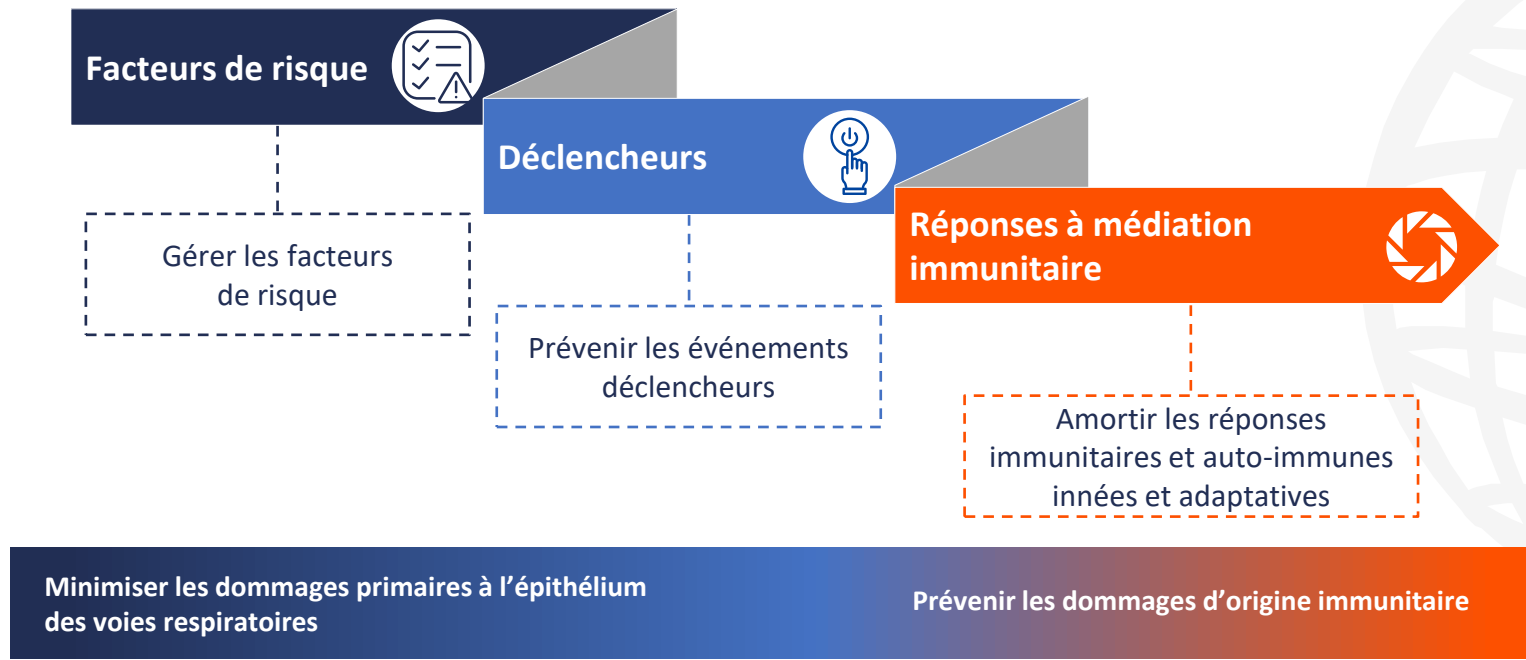 Facteurs de risque
Déclencheurs
Réponses à médiation
immunitaire
Gérer les facteurs
de risque
Prévenir les événements
déclencheurs
Amortir les réponses
immunitaires et auto-immunes
innées et adaptatives
Minimiser les dommages primaires à l’épithélium
des voies respiratoires
Prévenir les dommages d’origine immunitaire